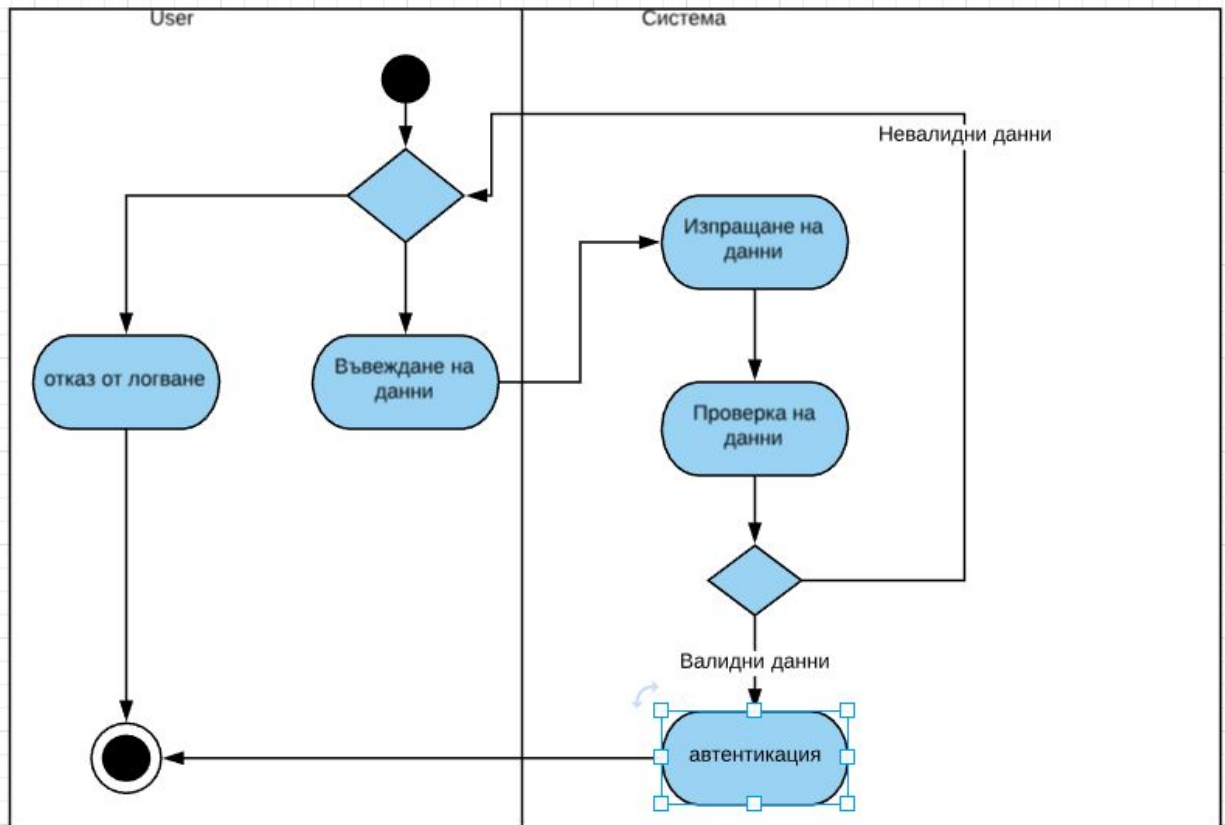 User
Система
Невалидни данни
Изпращане на
данни
отказ от логване
Въвеждане на
данни
Проверка на
данни
Валидни данни
автентикация